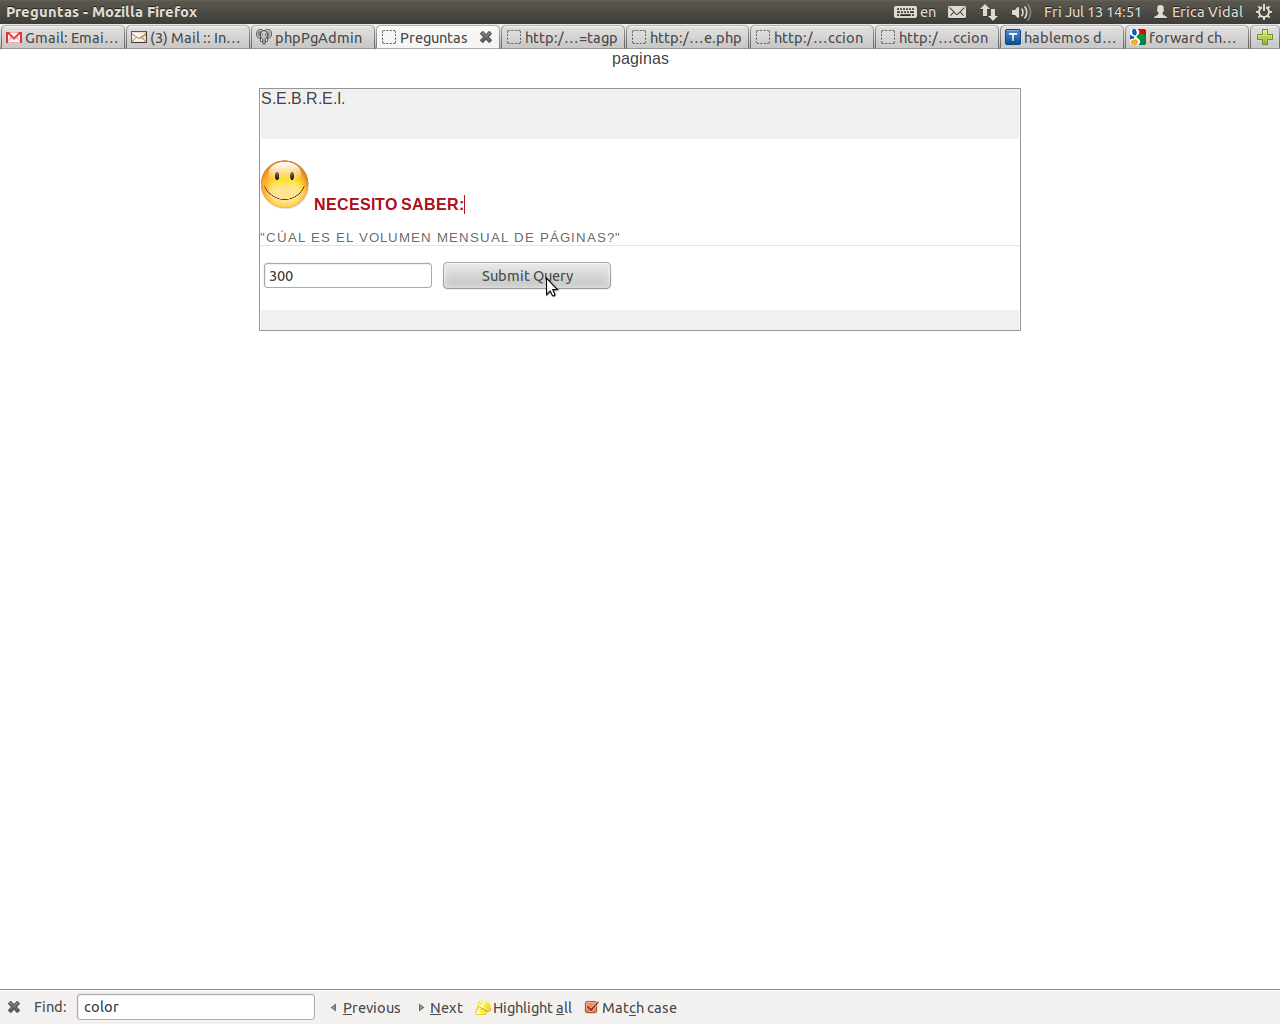 Preguntas - Mozilla Firefox
en
Fri Jul 13 14:51
Erica Vidal
Gmail: Emai...
(3) Mail :: In...
phpPgAdmin
Preguntas
http:/...=tagp
http:/...e.php
http:/...ccion
http:/...ccion
hablemos d...
forward ch...
paginas
S.E.B.R.E.I.
NECESITO SABER:
"CÚAL ES EL VOLUMEN MENSUAL DE PÁGINAS?"
300
Submit Query
Find:
color
Previous
Next
Highlight all
Match case